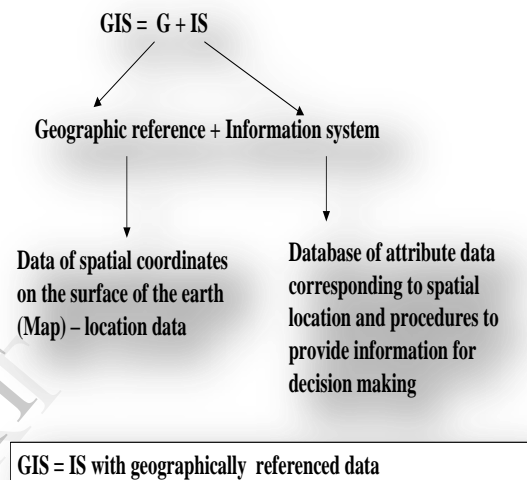 GIS = G + IS
Geographic reference + Information system
Data of spatial coordinates
on the surface of the earth
(Map) – location data
Database of attribute data
corresponding to spatial
location and procedures to
provide information for
decision making
GIS = IS with geographically referenced data